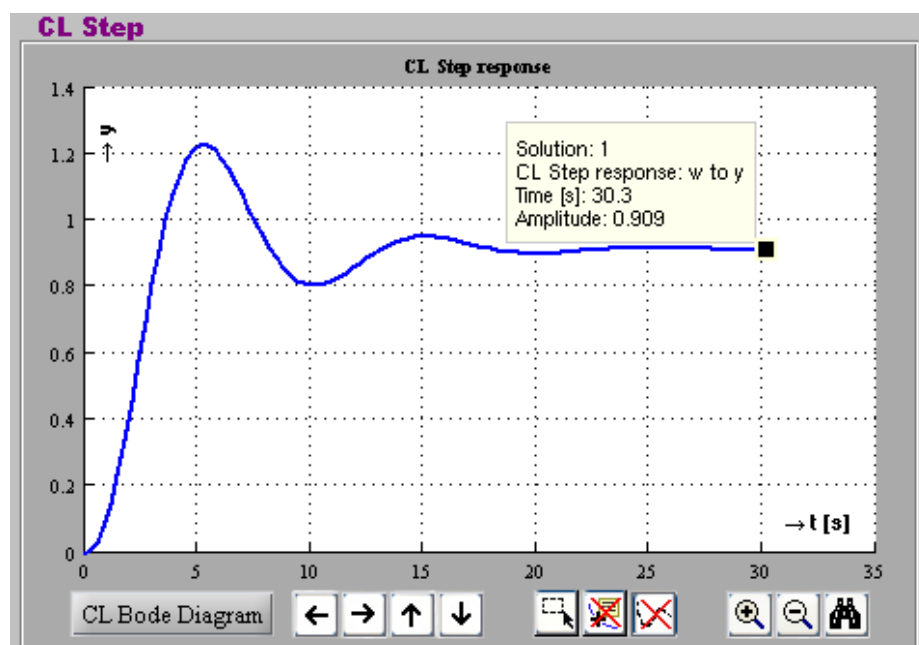 CL Step
CL Step response
1.4
1.2
1
0.8
0.6
0.4
0.2
0
→ y
Solution: 1
CL Step response: w to y
Time [s]: 30.3
Amplitude: 0.909
→ t [s]
0 5 10 15 20 25 30 35
CL Bode Diagram